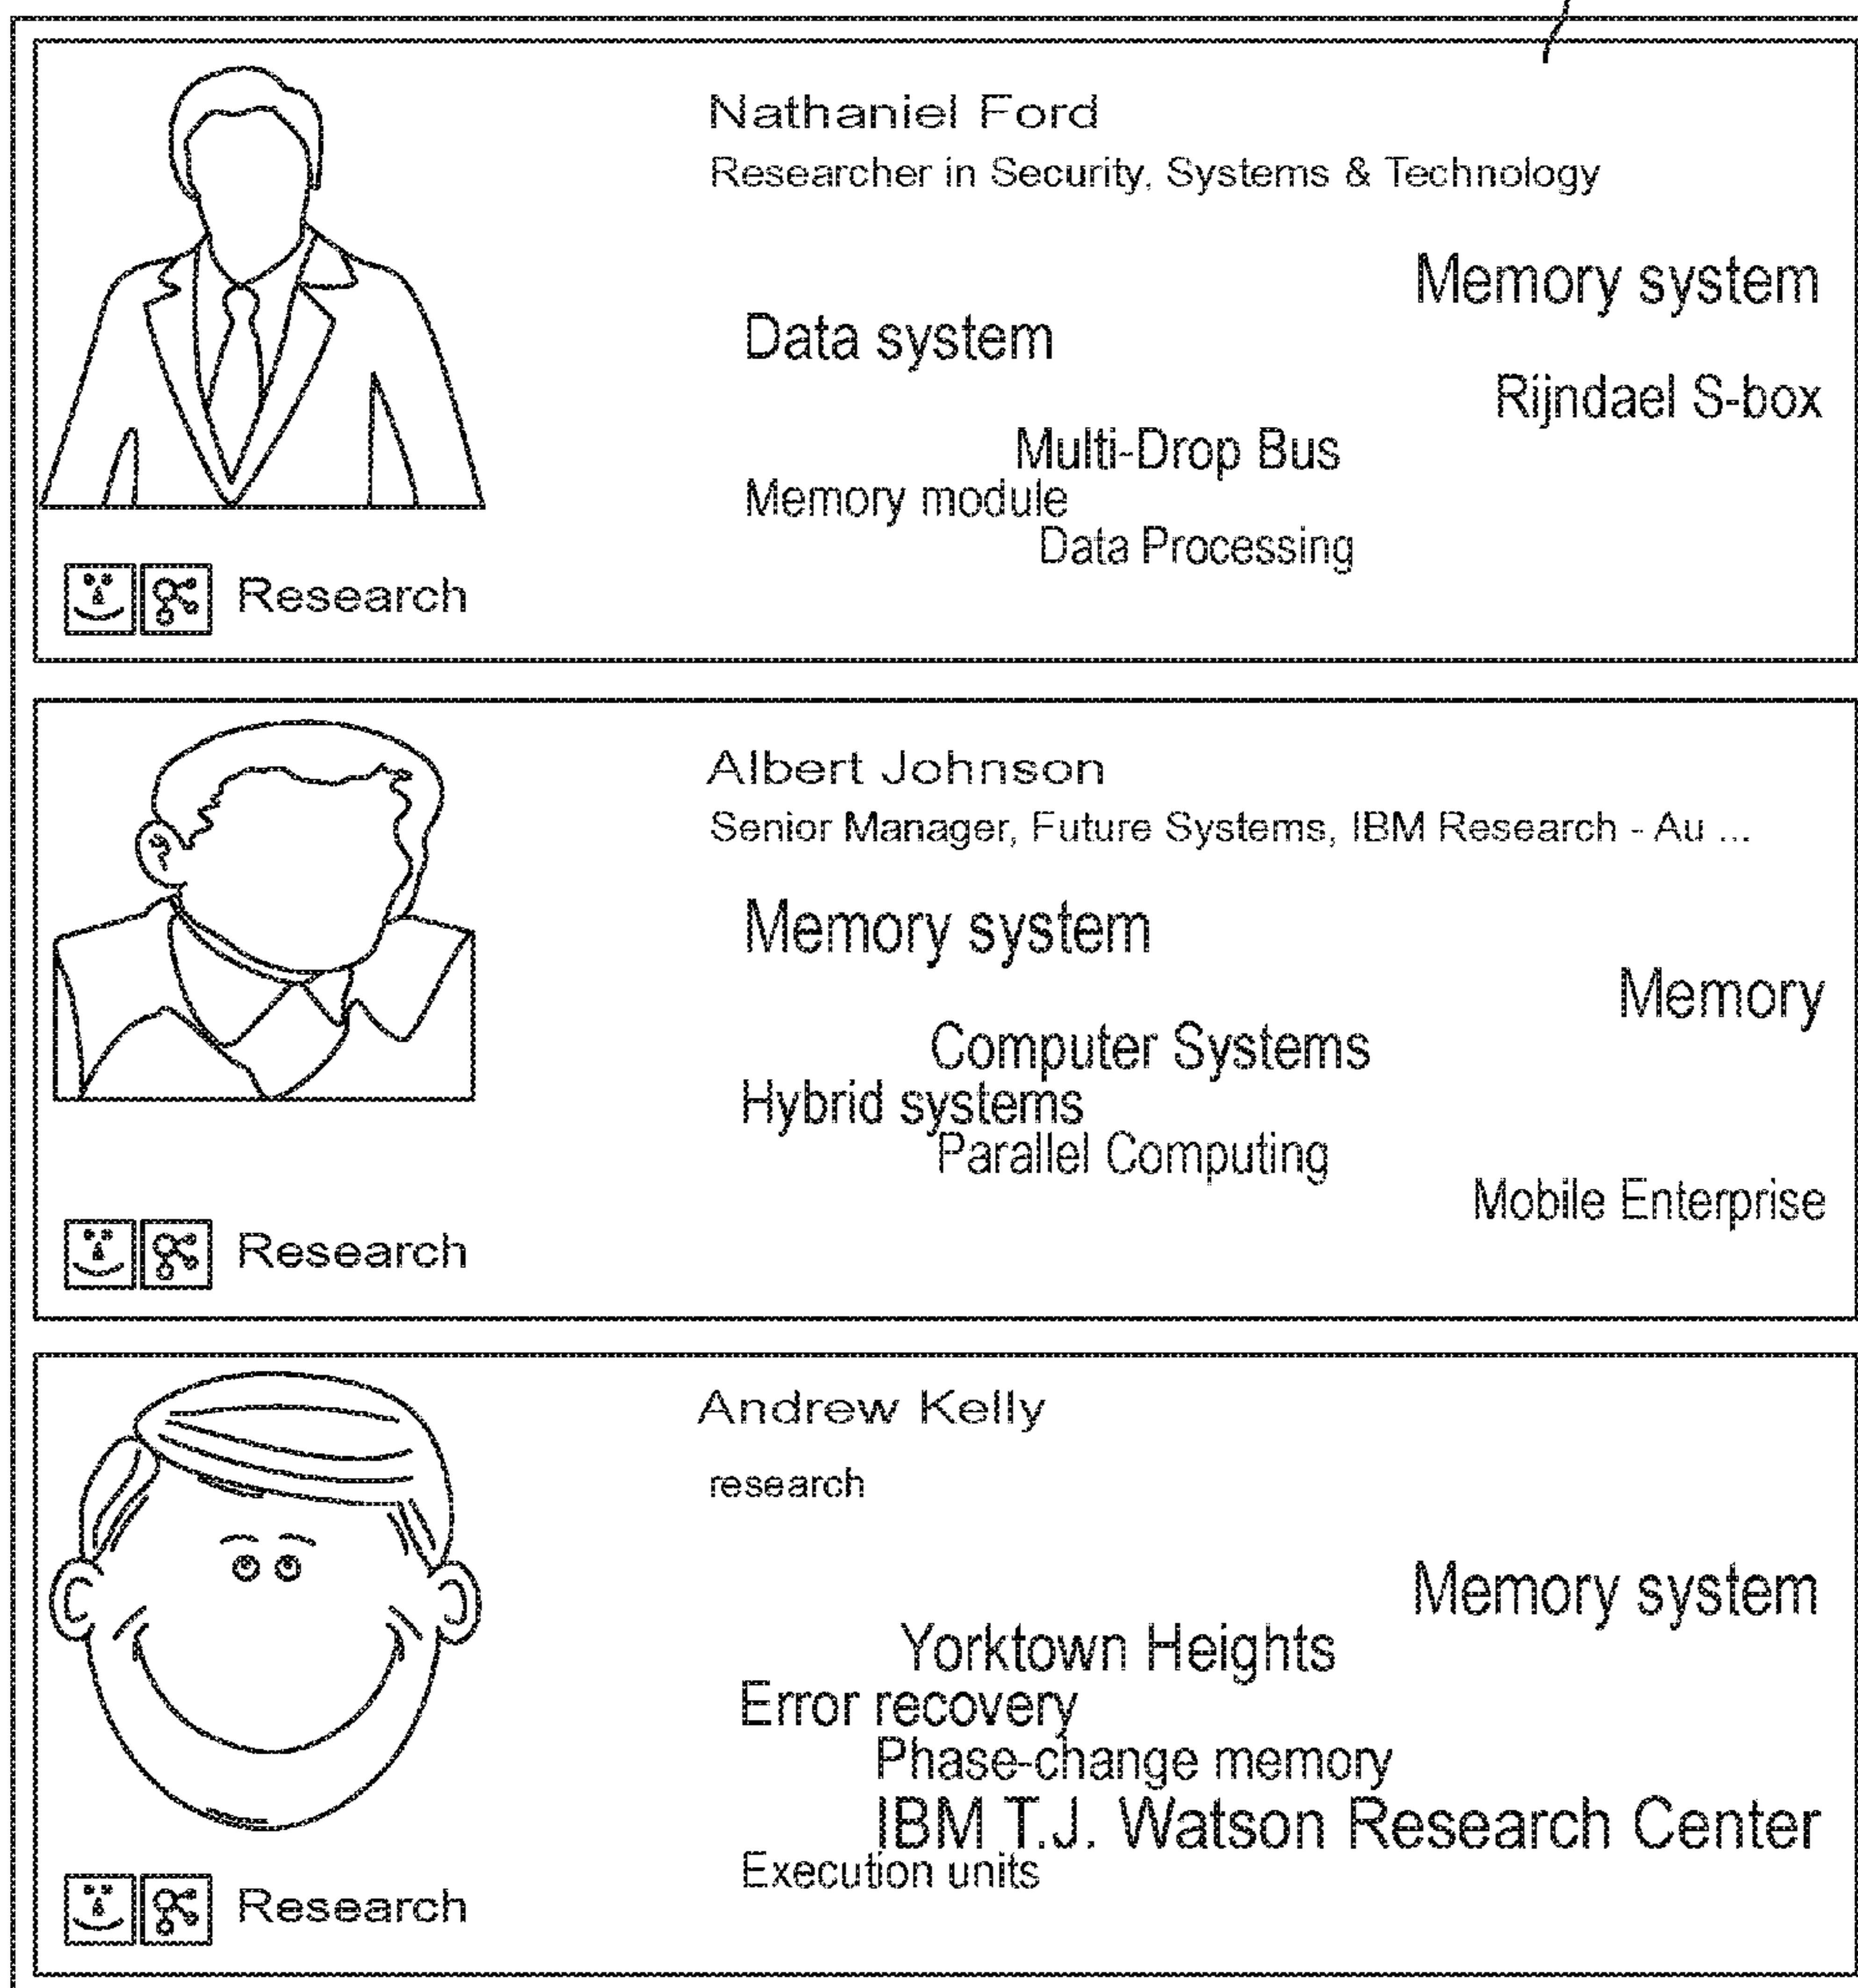 Nathaniel Ford
Researcher in Security, Systems & Technology
Memory system
Data system
Rijndael S-box
Multi-Drop Bus
Memory module
Data Processing
Research
Albert Johnson
Senior Manager, Future Systems, IBM Research - Au ...
Memory system
Memory
Computer Systems
Hybrid systems
Parallel Computing
Mobile Enterprise
Research
Andrew Kelly
research
Memory system
Yorktown Heights
Error recovery
Phase-change memory
IBM T.J. Watson Research Center
Execution units
Research